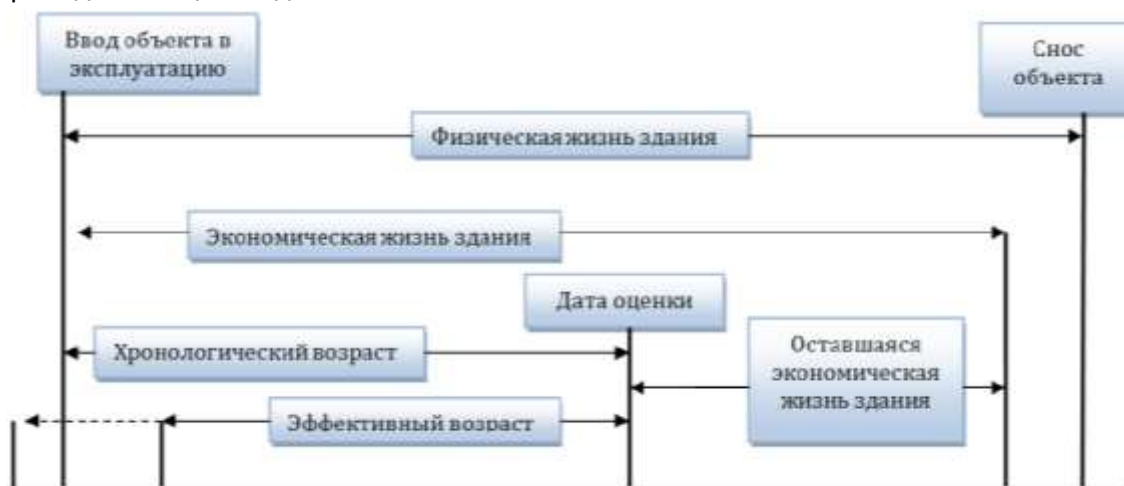 Ввод объекта в
эксплуатацию
Снос
объекта
Физическая жизнь здания
Экономическая жизнь здания
Дата оценки
Хронологический возраст
Оставшаяся
экономическая
жизнь здания
Эффективный возраст